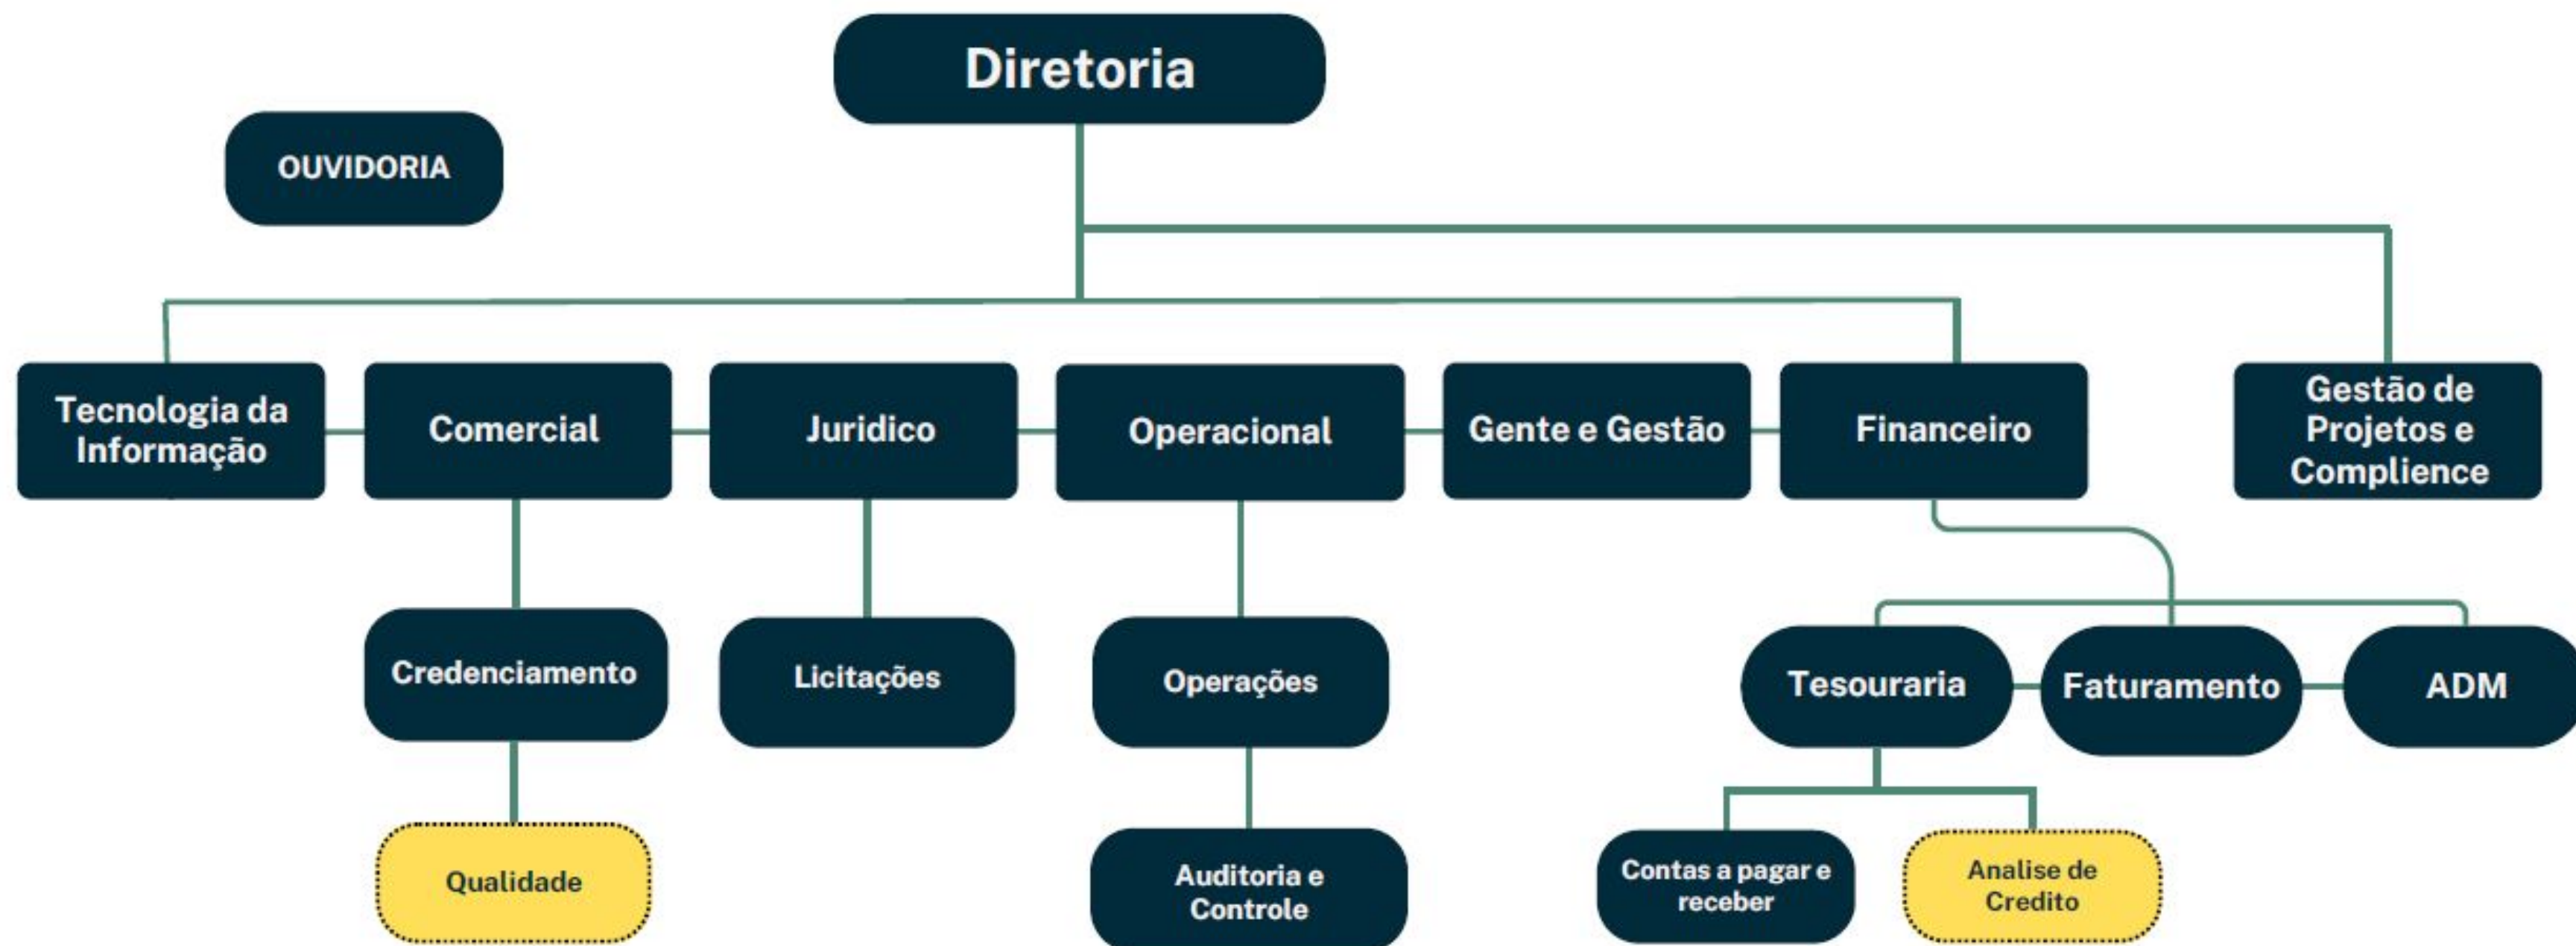 Diretoria
OUVIDORIA
Tecnologia da
Informação
Comercial
Juridico
Operacional
Gente e Gestão
Financeiro
Gestão de
Projetos e
Complience
Credenciamento
Licitações
Operações
Tesouraria
Faturamento
ADM
Qualidade
Auditoria e
Controle
Contas a pagar e
receber
Analise de
Credito